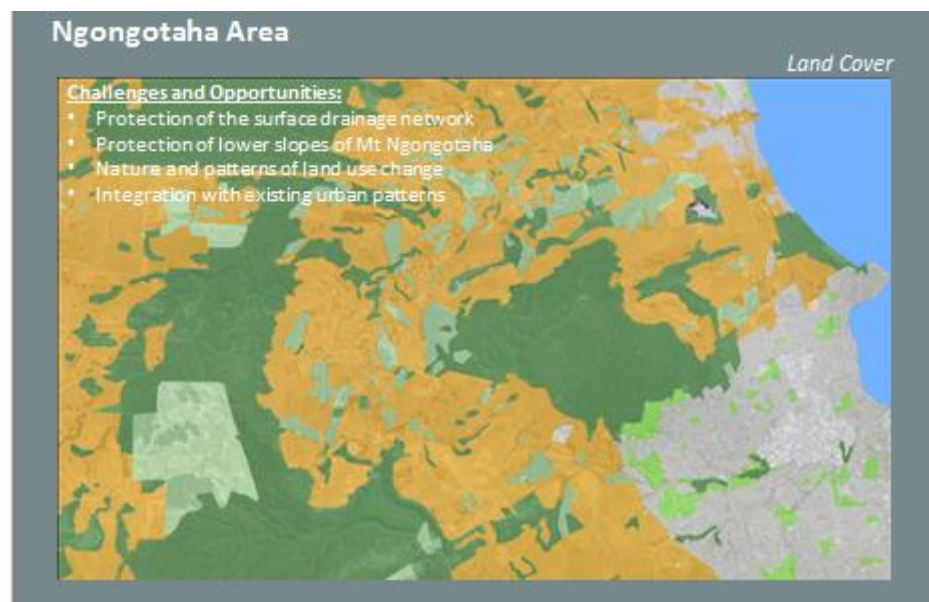 Ngongotaha Area
Land Cover
Challenges and Opportunities:
• Protection of the surface drainage network
• Protection of lower slopes of Mt Ngongotaha
• Nature and patterns of land use change
• Integration with existing urban patterns